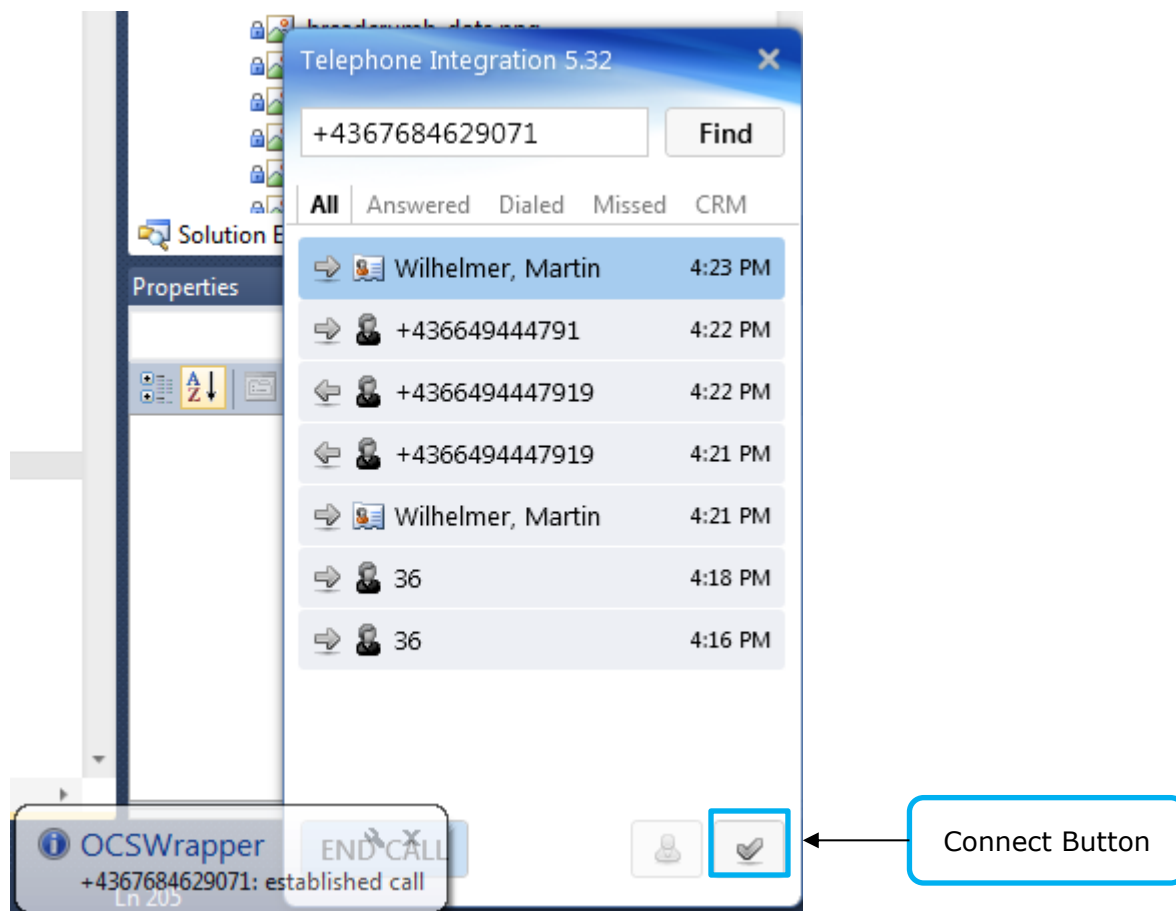 breadcrumb_dots.png
Telephone Integration 5.32
+4367684629071 Find
All Answered Dialed Missed CRM
Solution E
Wilhelmer, Martin 4:23 PM
Properties
+436649444791 4:22 PM
+4366494447919 4:22 PM
+4366494447919 4:21 PM
Wilhelmer, Martin 4:21 PM
36 4:18 PM
36 4:16 PM
OCSWrapper
END CALL
Connect Button
+4367684629071: established call
Ln 205